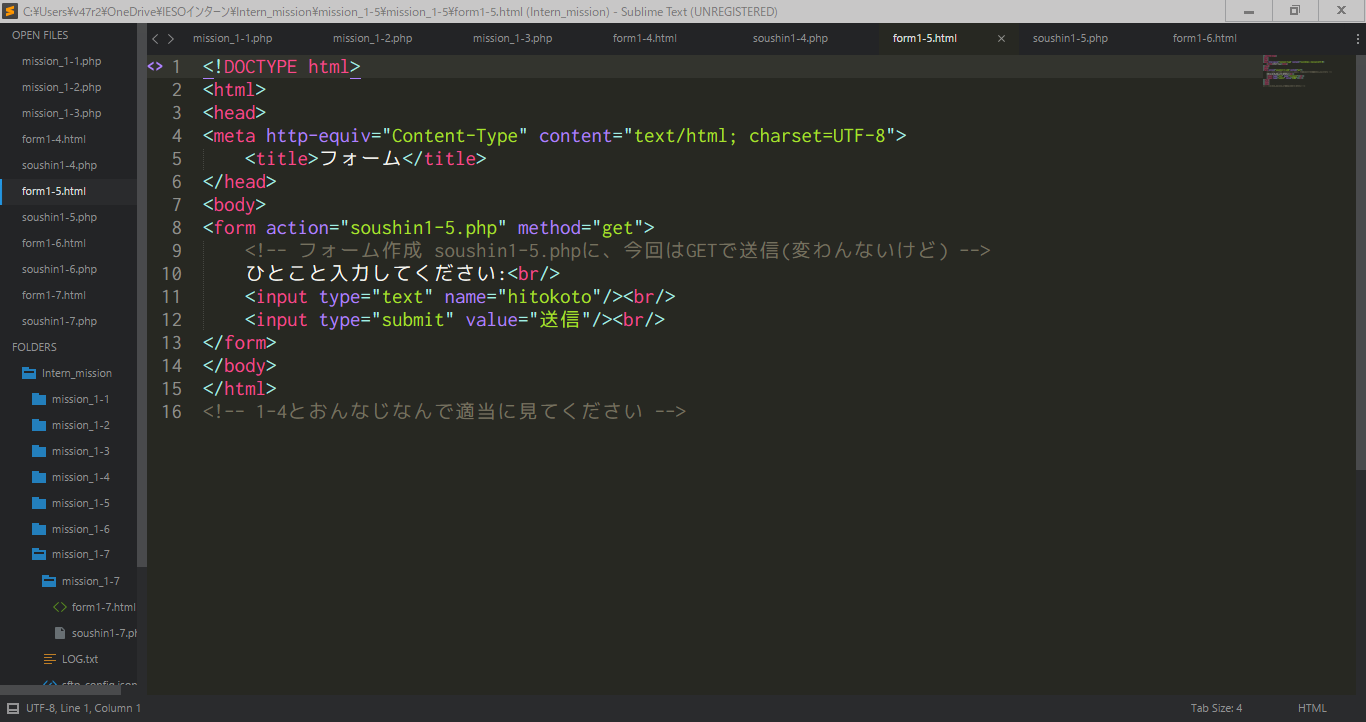 C:¥Users¥v47r2¥OneDrive¥IESOインターン¥Intern_mission¥mission_1-5¥mission_1-5¥form1-5.html (Intern_mission) - Sublime Text (UNREGISTERED)
OPEN FILES
mission_1-1.php
mission_1-2.php
mission_1-3.php
form1-4.html
soushin1-4.php
form1-5.html
soushin1-5.php
form1-6.html
soushin1-6.php
form1-7.html
soushin1-7.php
FOLDERS
Intern_mission
mission_1-1
mission_1-2
mission_1-3
mission_1-4
mission_1-5
mission_1-6
mission_1-7
mission_1-7
form1-7.html
soushin1-7.ph
LOG.txt
sftp-config.json
mission_1-1.php mission_1-2.php mission_1-3.php form1-4.html soushin1-4.php form1-5.html × soushin1-5.php form1-6.html
1 <!DOCTYPE html>
2 <html>
3 <head>
4 <meta http-equiv="Content-Type" content="text/html; charset=UTF-8">
5 <title>フォーム</title>
6 </head>
7 <body>
8 <form action="soushin1-5.php" method="get">
9 <!-- フォーム作成 soushin1-5.phpに、今回はGETで送信(変わんないけど) -->
10 ひとこと入力してください:<br/>
11 <input type="text" name="hitokoto"/><br/>
12 <input type="submit" value="送信"/><br/>
13 </form>
14 </body>
15 </html>
16 <!-- 1-4とおんなじなんで適当に見てください -->
UTF-8, Line 1, Column 1 Tab Size: 4 HTML